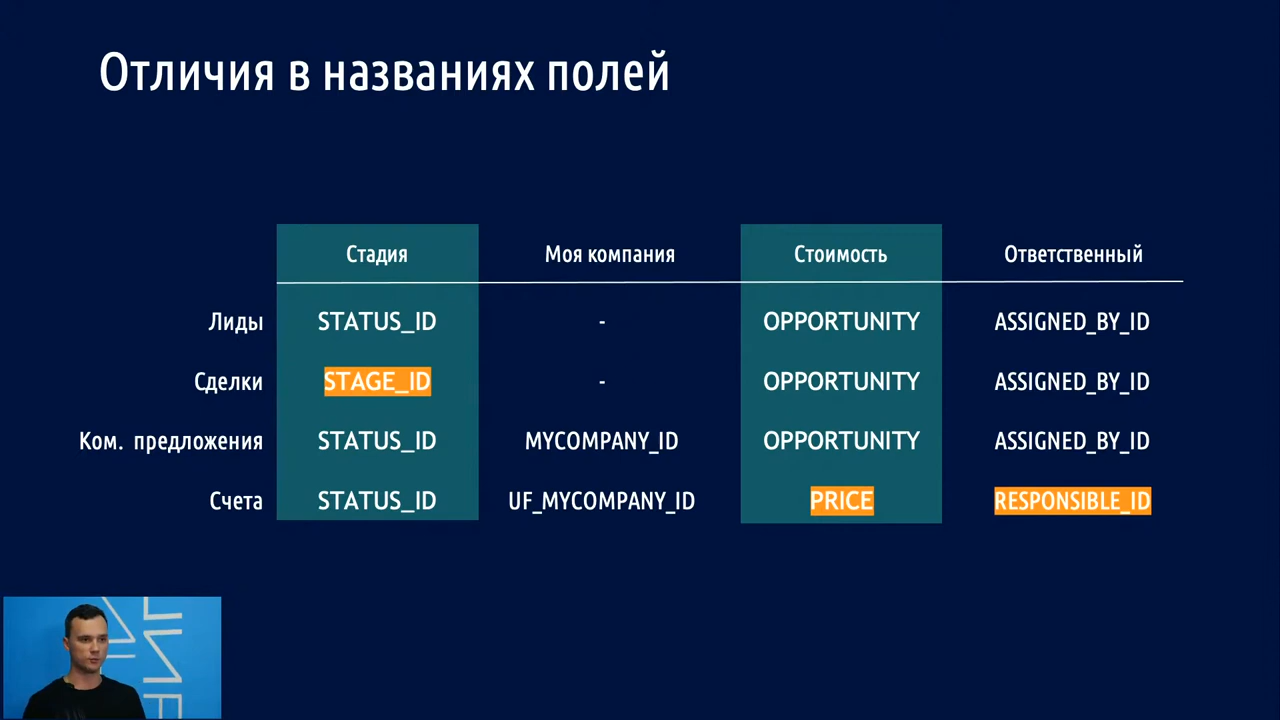 Отличия в названиях полей
Стадия Моя компания Стоимость Ответственный
Лиды STATUS_ID - OPPORTUNITY ASSIGNED_BY_ID
Сделки STAGE_ID - OPPORTUNITY ASSIGNED_BY_ID
Ком. предложения STATUS_ID MYCOMPANY_ID OPPORTUNITY ASSIGNED_BY_ID
Счета STATUS_ID UF_MYCOMPANY_ID PRICE RESPONSIBLE_ID